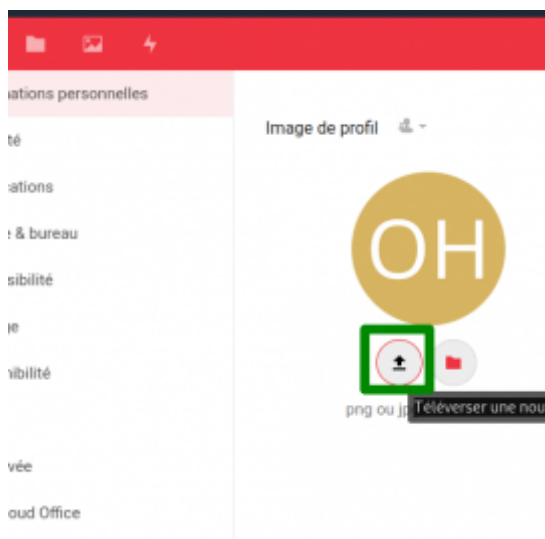 ations personnelles
té
Image de profil
ations
& bureau
OH
sibilité
ge
nibilité
png ou jp
Téléverser une nou
vée
oud Office